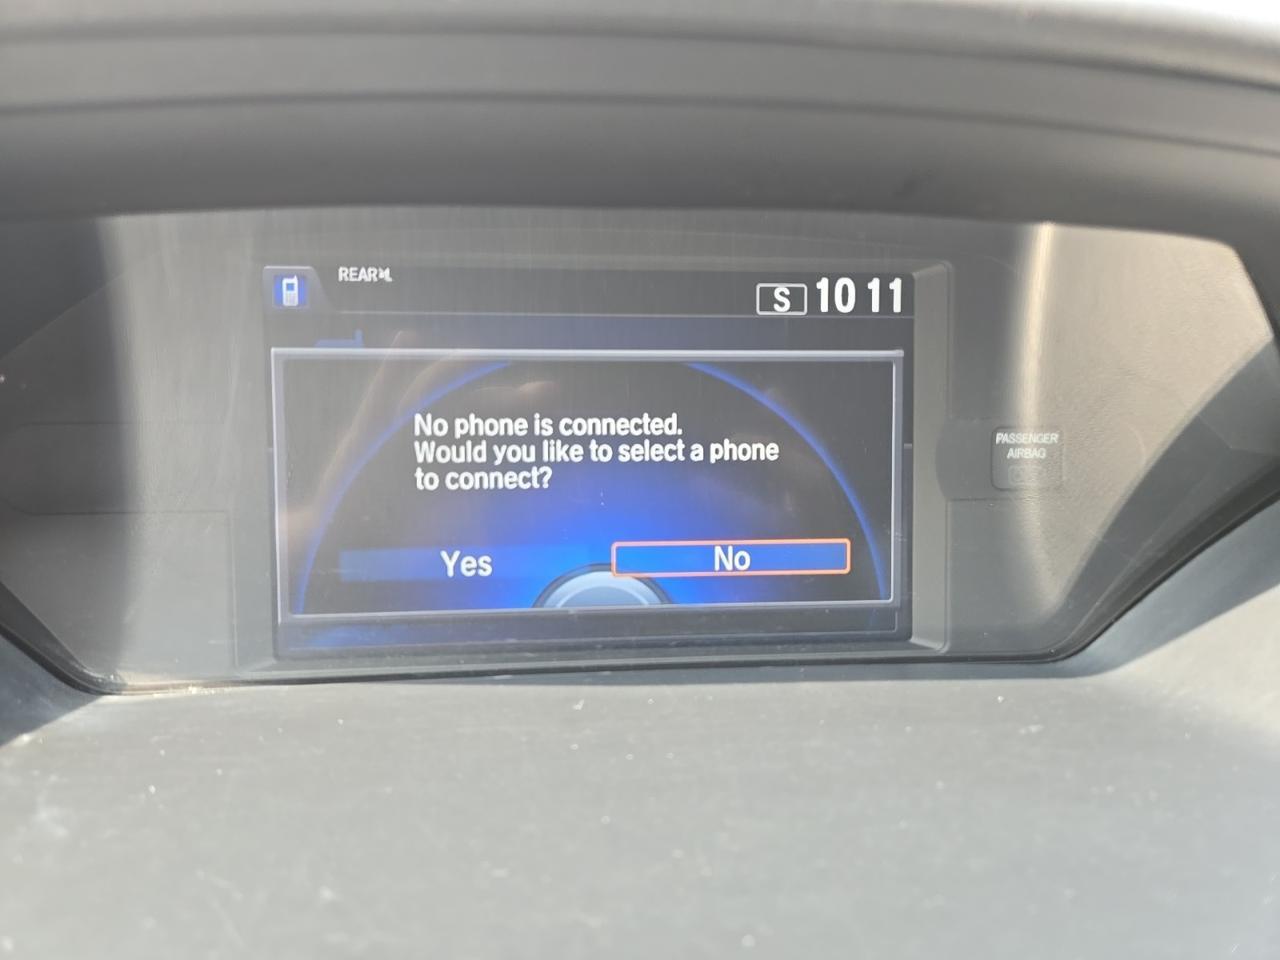 REAR
S 10 11
No phone is connected.
Would you like to select a phone
to connect?
Yes No
PASSENGER
AIRBAG